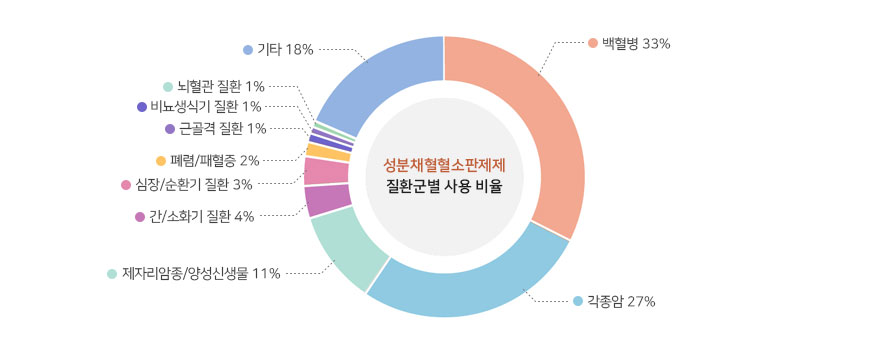 기타 18%
백혈병 33%
뇌혈관 질환 1%
비뇨생식기 질환 1%
근골격 질환 1%
폐렴/패혈증 2%
심장/순환기 질환 3%
간/소화기 질환 4%
제자리암종/양성신생물 11%
각종암 27%
성분채혈혈소판제제
질환군별 사용 비율